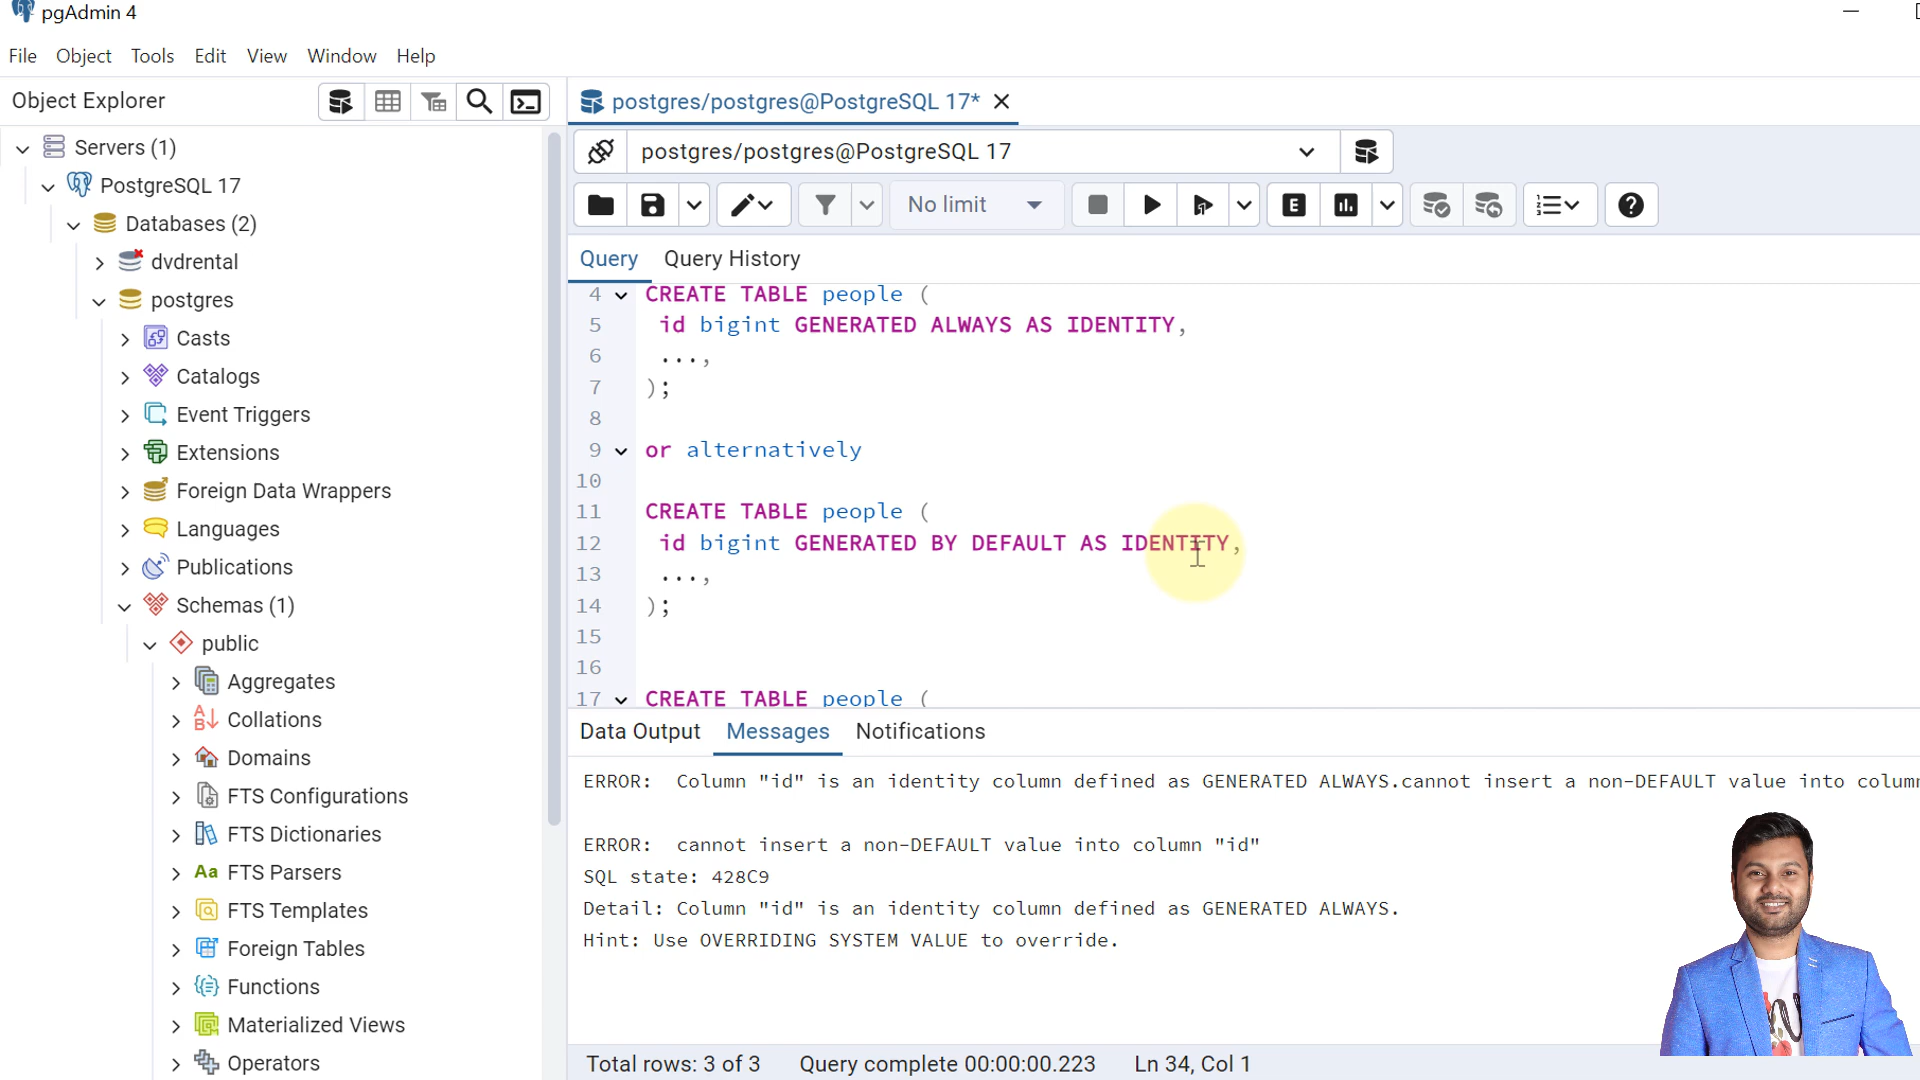 pgAdmin 4
File Object Tools Edit View Window Help
Object Explorer
Servers (1)
PostgreSQL 17
Databases (2)
dvdrental
postgres
Casts
Catalogs
Event Triggers
Extensions
Foreign Data Wrappers
Languages
Publications
Schemas (1)
public
Aggregates
Collations
Domains
FTS Configurations
FTS Dictionaries
Aa FTS Parsers
FTS Templates
Foreign Tables
Functions
Materialized Views
Operators
postgres/postgres@PostgreSQL 17*
postgres/postgres@PostgreSQL 17
No limit
E
Query Query History
4 CREATE TABLE people (
5 id bigint GENERATED ALWAYS AS IDENTITY,
6 ...,
7 );
8
9 or alternatively
10
11 CREATE TABLE people (
12 id bigint GENERATED BY DEFAULT AS IDENTITY,
13 ...,
14 );
15
16
17 CREATE TABLE people (
Data Output Messages Notifications
ERROR: Column "id" is an identity column defined as GENERATED ALWAYS.cannot insert a non-DEFAULT value into
ERROR: cannot insert a non-DEFAULT value into column "id"
SQL state: 428C9
Detail: Column "id" is an identity column defined as GENERATED ALWAYS.
Hint: Use OVERRIDING SYSTEM VALUE to override.
Total rows: 3 of 3 Query complete 00:00:00.223 Ln 34, Col 1